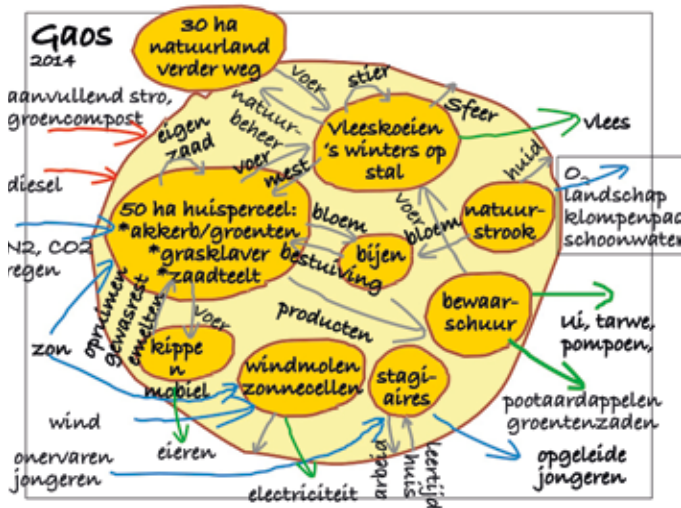 Gaos
2014
30 ha
natuurland
verder weg
aanvullend stro,
groencompost
diesel
N2, CO2
regen
zon
wind
onervaren
jongeren
eigen
zaad
voer
natuur-
beheer
voer
mest
stier
sfeer
vleeskoeien
's winters op
stal
vlees
huid
O2
landschap
klompenpad
schoonwater
50 ha huisperceel:
*akkerb/groenten
*grasklaver
*zaadteelt
bloem
bestuiving
bijen
bloem
voer
natuur-
strook
opruimen
gewasrest
emelten
voer
producten
bewaar-
schuur
ui, tarwe,
pompoen,
pootaardappelen
groentenzaden
kippe
n
mobiel
eieren
windmolen
zonnecellen
electriciteit
stagi-
aires
arbeid
leertijd
huis
opgeleide
jongeren